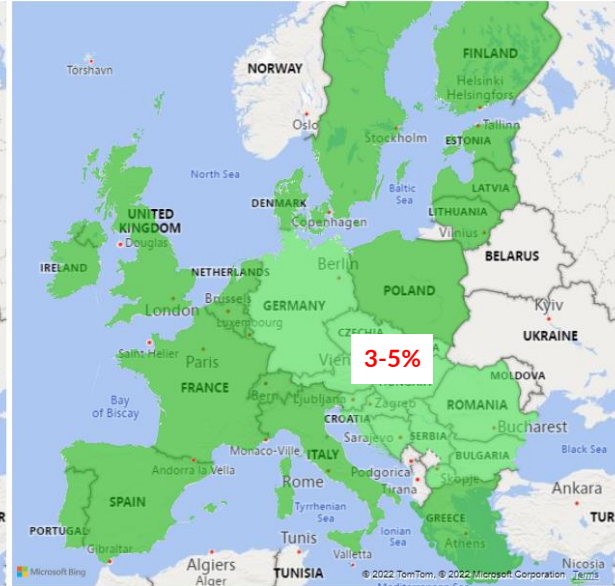 FINLAND
Tórshavn
NORWAY
Helsinki
Helsingfors
Oslo
Tallinn
Stockholm
ESTONIA
North Sea
Baltic
Sea
LATVIA
DENMARK
Copenhagen
LITHUANIA
UNITED
KINGDOM
Vilnius
Douglas
BELARUS
IRELAND
NETHERLANDS
Berlin
London
Brussels
GERMANY
POLAND
Kyiv
Luxembourg
CZECHIA
UKRAINE
Saint Helier
Paris
3-5%
MOLDOVA
FRANCE
Bern
Ljubljana
Zagreb
ROMANIA
Bay
of Biscay
CROATIA
Bucharest
Sarajevo
SERBIA
Monaco-Ville
ITALY
BULGARIA
Black Sea
Andorra la Vella
Podgorica
Skopje
Rome
Tirana
Ankara
SPAIN
Tyrrhenian
Sea
GREECE
TUR
PORTUGAL
Ionian
Sea
Athens
Gibraltar
Tunis
Valletta
Nicosia
Algiers
Alger
TUNISIA
Microsoft Bing
© 2022 TomTom, © 2022 Microsoft Corporation Terms